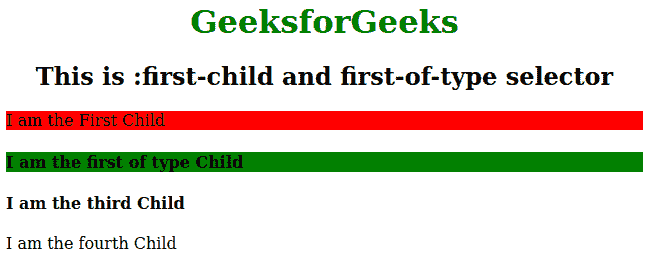 GeeksforGeeks
This is :first-child and first-of-type selector
I am the First Child
I am the first of type Child
I am the third Child
I am the fourth Child